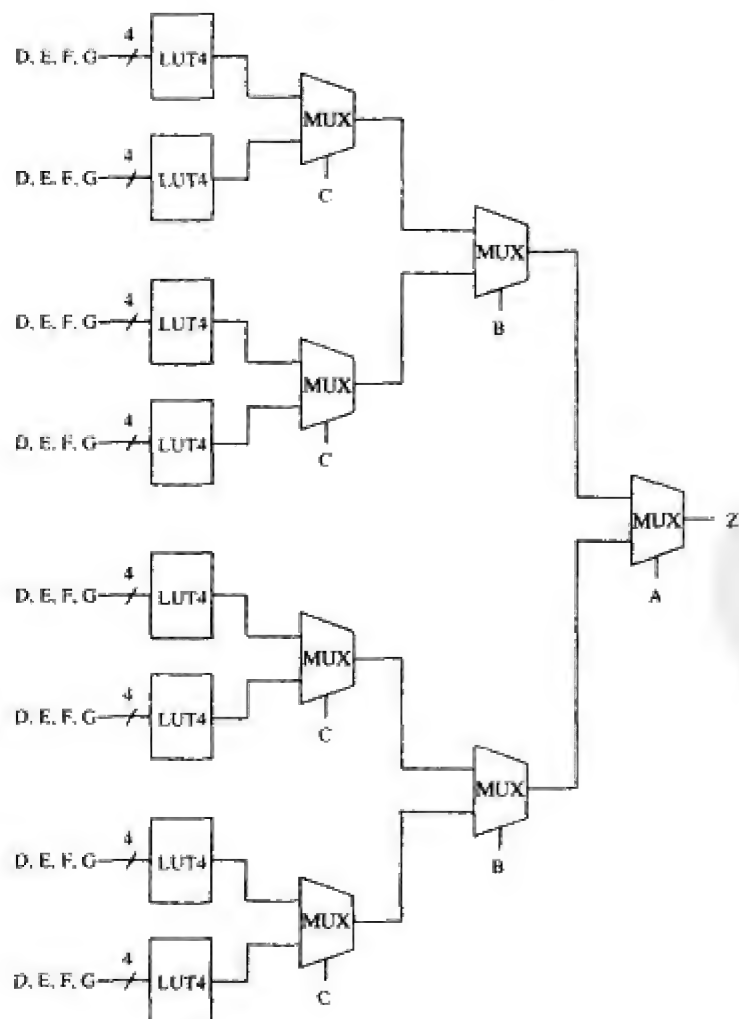 4
D, E, F, G
LUT4
MUX
4
D, E, F, G
LUT4
C
MUX
B
4
D, E, F, G
LUT4
MUX
4
D, E, F, G
LUT4
C
MUX
Z
A
4
D, E, F, G
LUT4
MUX
4
D, E, F, G
LUT4
C
MUX
B
4
D, E, F, G
LUT4
MUX
4
D, E, F, G
LUT4
C